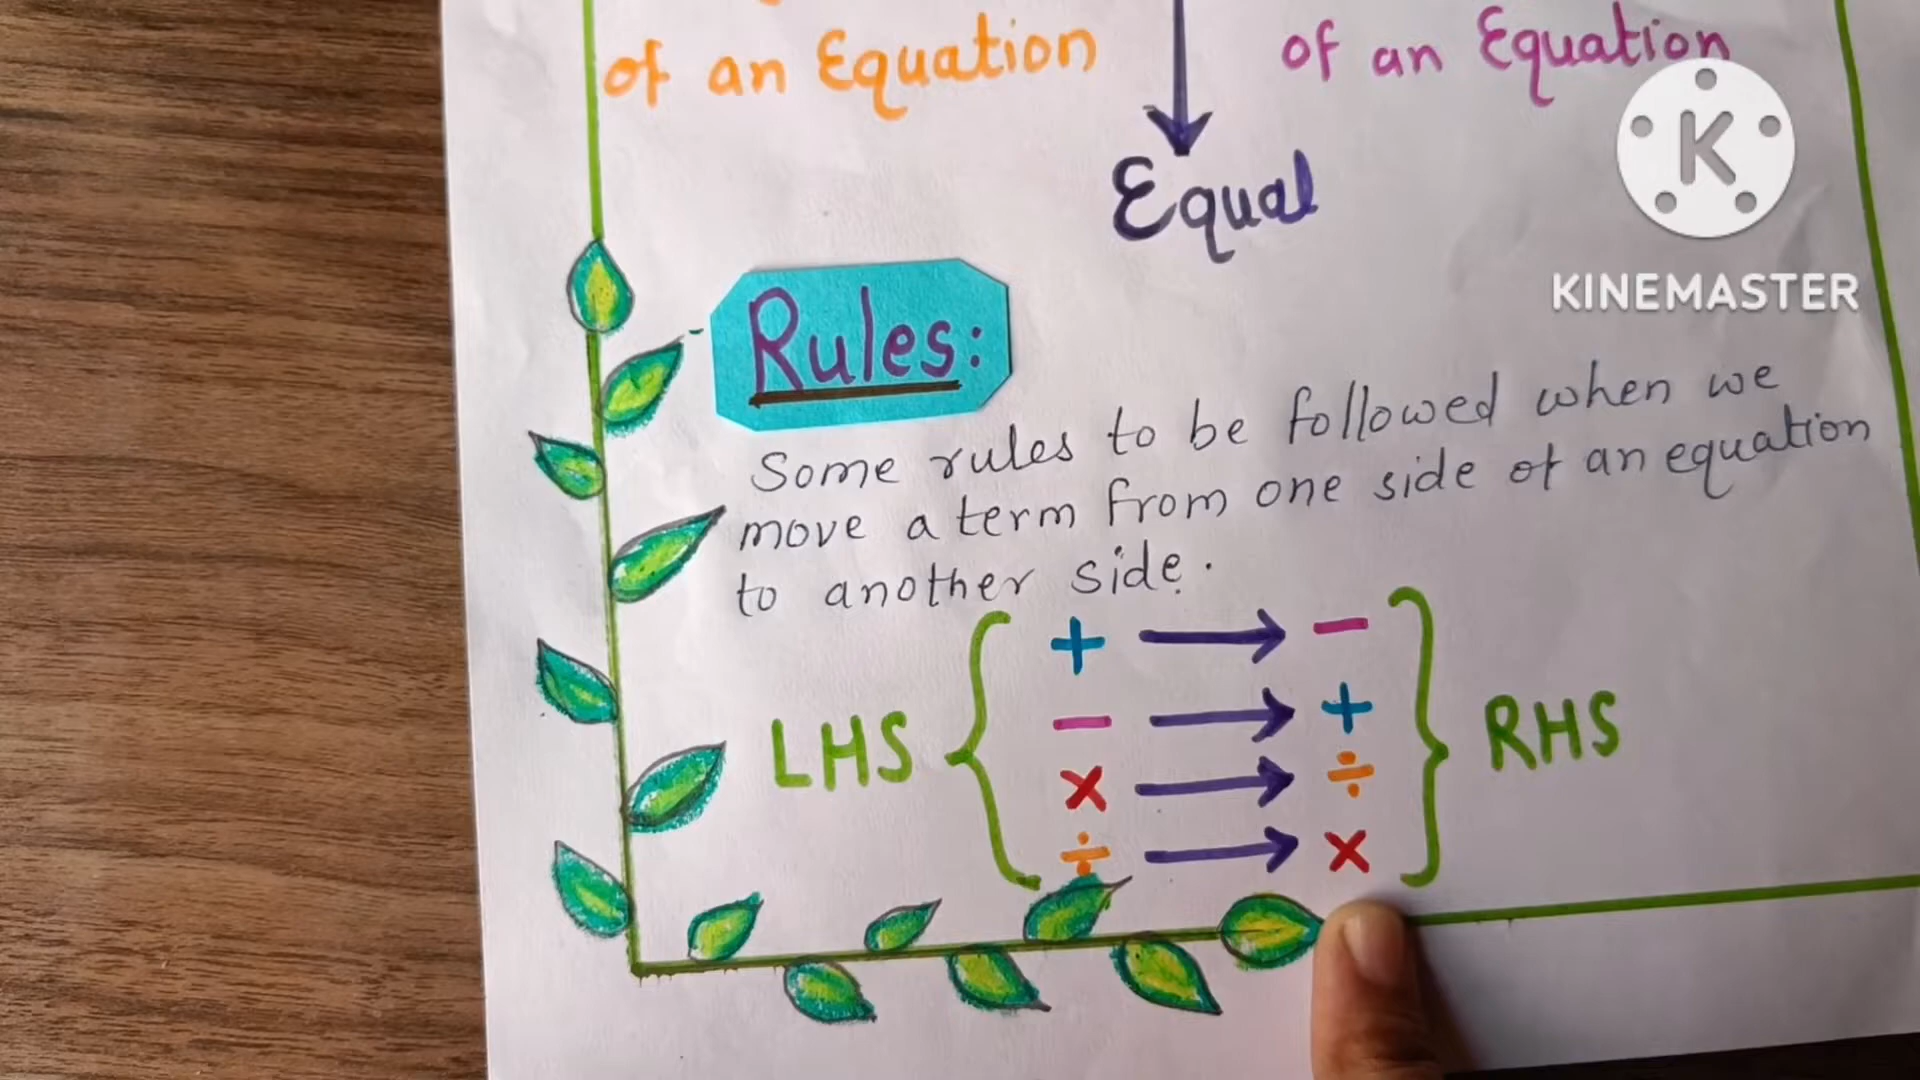 of an Equation
of an Equation
Equal
K
KINEMASTER
Rules:
Some rules to be followed when we
move a term from one side of an equation
to another side.
LHS { + → - } RHS
- → +
× → ÷
÷ → ×